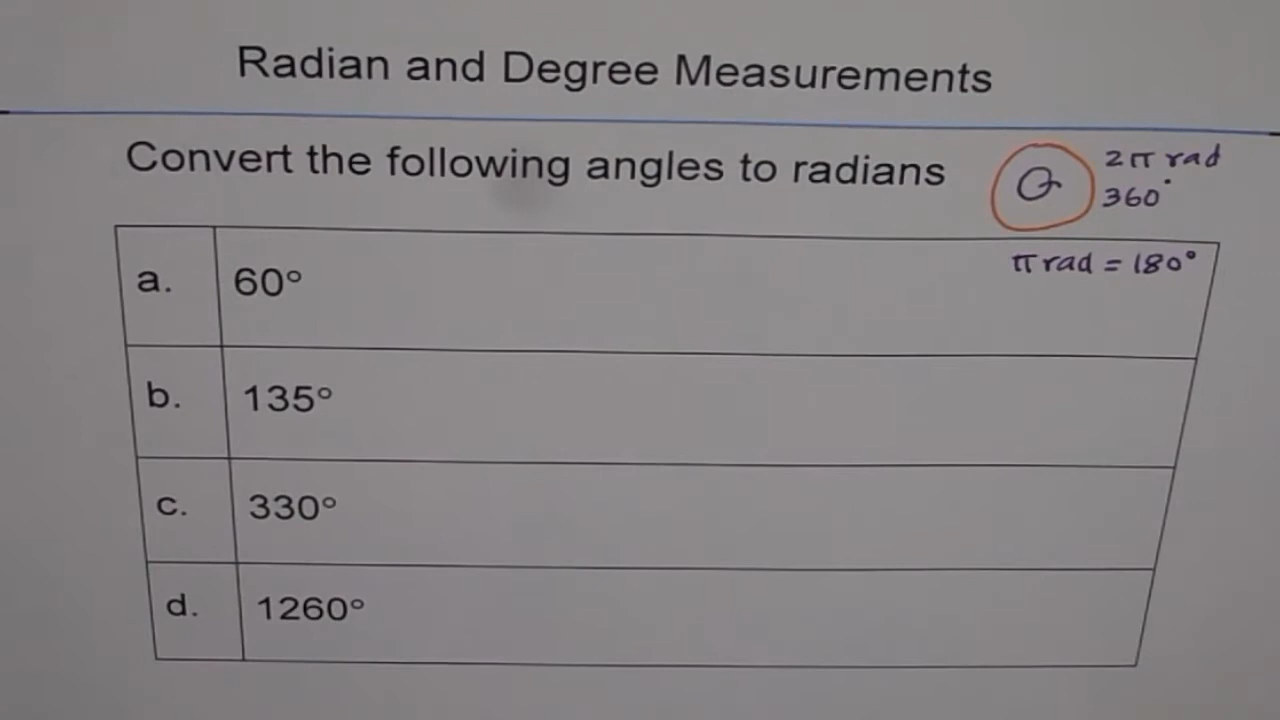 Radian and Degree Measurements
Convert the following angles to radians
2π rad
360°
π rad = 180°
a. 60°
b. 135°
c. 330°
d. 1260°